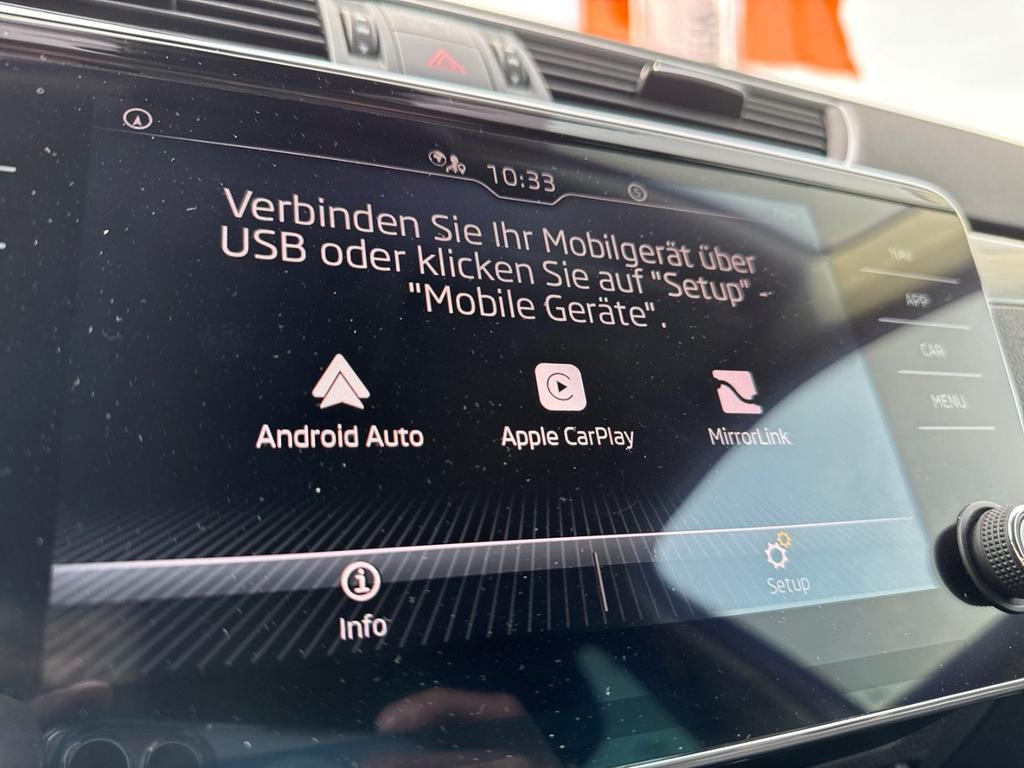 10:33
Verbinden Sie Ihr Mobilgerät über
USB oder klicken Sie auf "Setup" -
"Mobile Geräte".
NAV
APP
CAR
MENU
Android Auto
Apple CarPlay
MirrorLink
Info
Setup